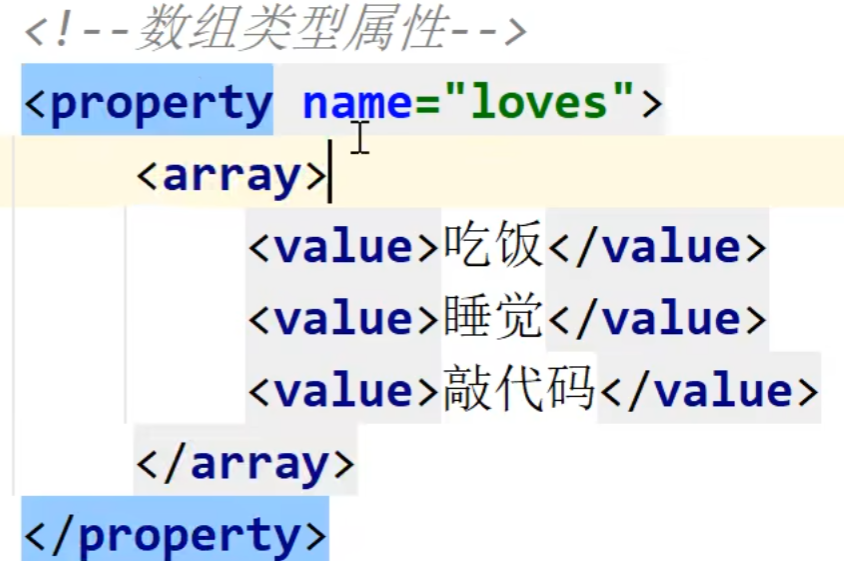 <!--数组类型属性-->
<property name="loves">
<array>
<value>吃饭</value>
<value>睡觉</value>
<value>敲代码</value>
</array>
</property>